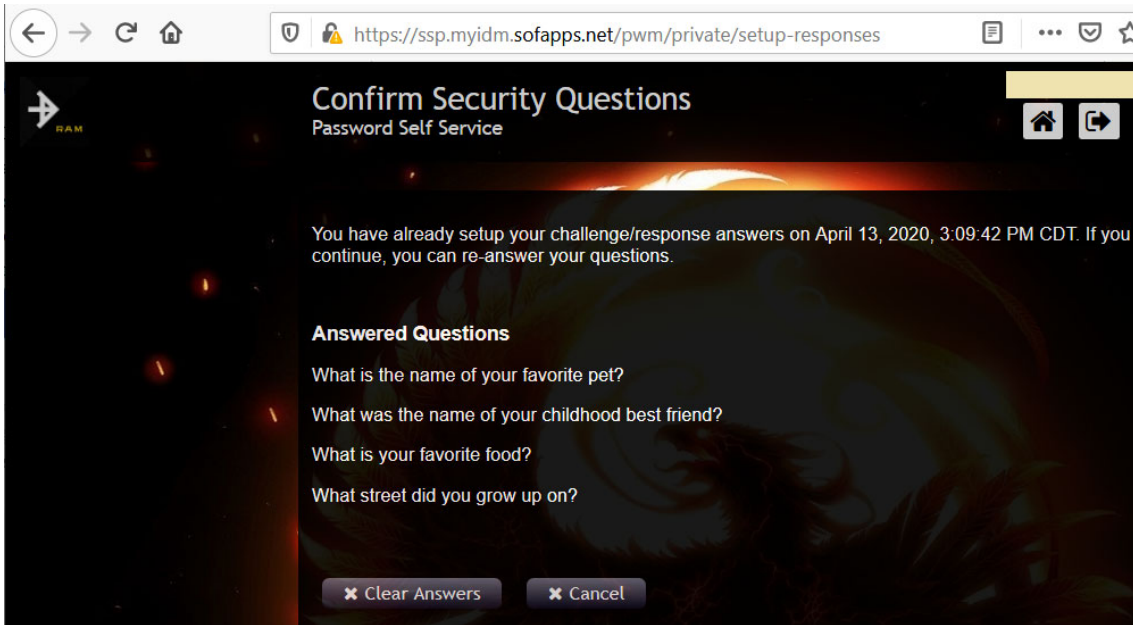 https://ssp.myidm.sofapps.net/pwm/private/setup-responses
RAM
Confirm Security Questions
Password Self Service
You have already setup your challenge/response answers on April 13, 2020, 3:09:42 PM CDT. If you
continue, you can re-answer your questions.
Answered Questions
What is the name of your favorite pet?
What was the name of your childhood best friend?
What is your favorite food?
What street did you grow up on?
Clear Answers
Cancel